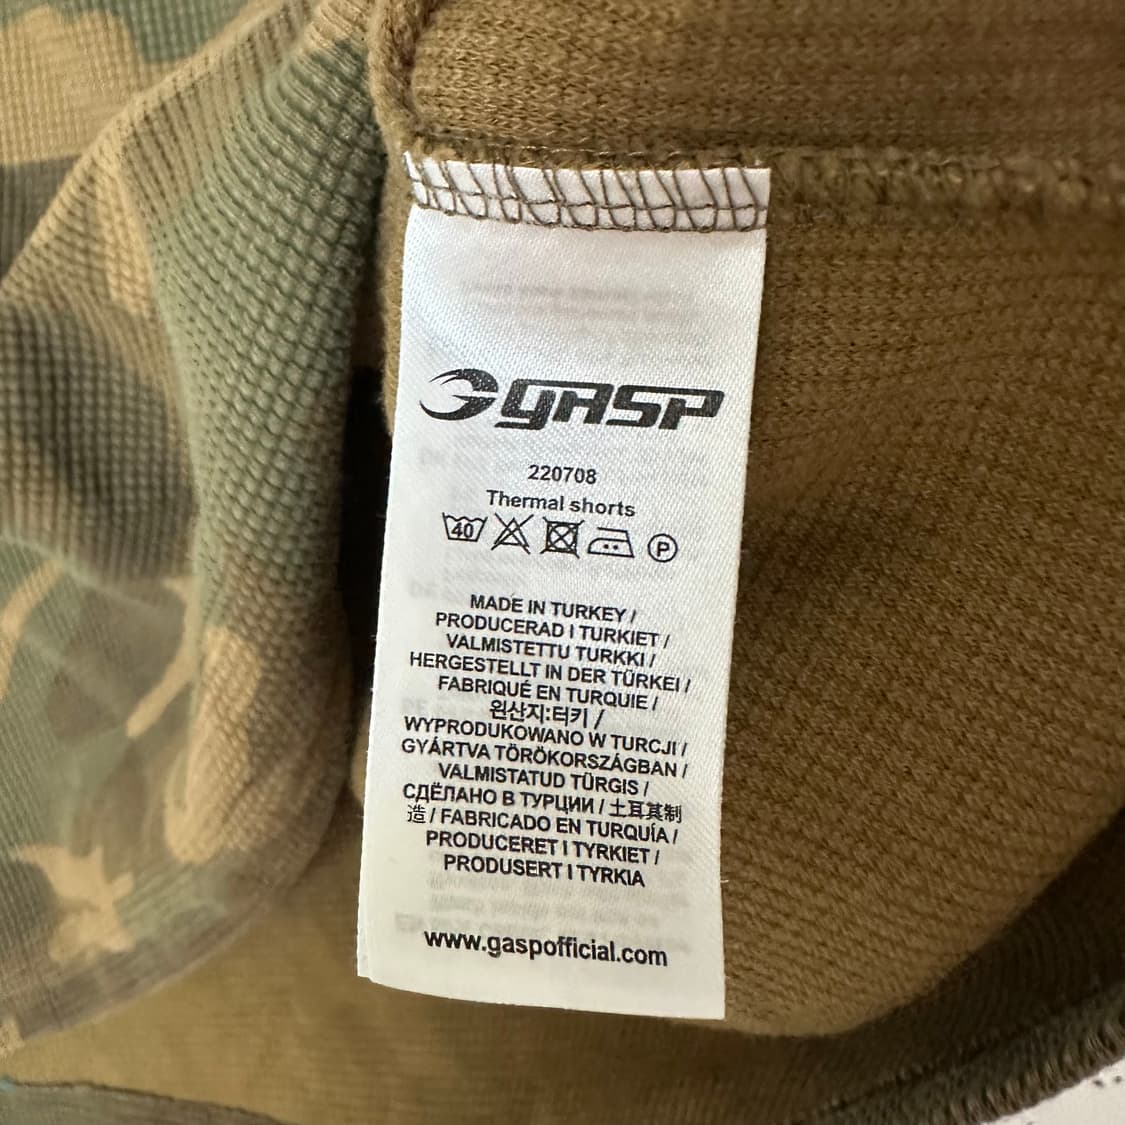 gASP
220708
Thermal shorts
40 P
MADE IN TURKEY /
PRODUCERAD I TURKIET /
VALMISTETTU TURKKI /
HERGESTELLT IN DER TÜRKEI /
FABRIQUÉ EN TURQUIE /
원산지:터키 /
WYPRODUKOWANO W TURCJI /
GYÁRTVA TÖRÖKORSZÁGBAN /
VALMISTATUD TÜRGIS /
СДЁЛАНО В ТУРЦИИ / 土耳其制
造 / FABRICADO EN TURQUÍA /
PRODUCERET I TYRKIET /
PRODUSERT I TYRKIA
www.gaspofficial.com